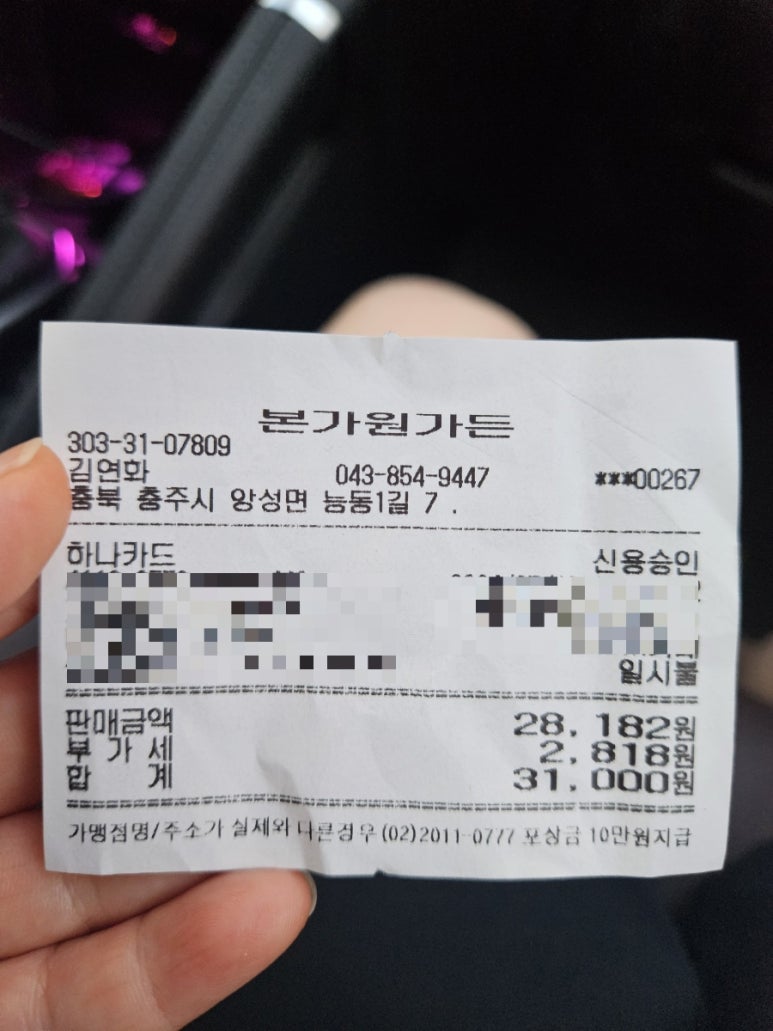 본가원가든
303-31-07809
김연화 043-854-9447 ***00267
충북 충주시 앙성면 능동1길 7 .
하나카드 신용승인
일시불
판매금액 28,182원
부 가 세 2,818원
합 계 31,000원
가맹점명/주소가 실제와 다른경우 (02)2011-0777 포상금 10만원지급